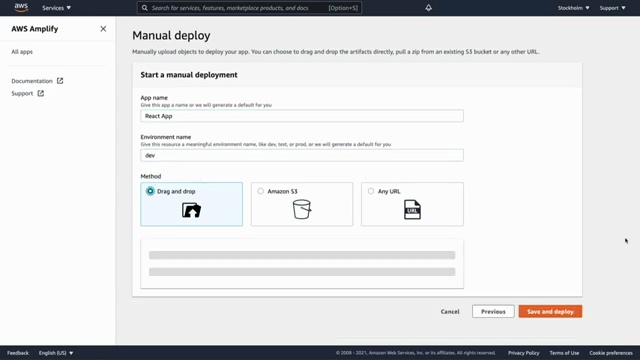 aws
Services ▼
Search for services, features, marketplace products, and docs [Option+S]
Stockholm ▼
Support ▼
AWS Amplify
All apps
Documentation
Support
Manual deploy
Manually upload objects to deploy your app. You can choose to drag and drop the artifacts directly, pull a zip from an existing S3 bucket or any other URL.
Start a manual deployment
App name
Give this app a name or we will generate a default for you
React App
Environment name
Give this resource a meaningful environment name, like dev, test, or prod, or we will generate a default for you
dev
Method
Drag and drop
Amazon S3
Any URL
URL
Cancel
Previous
Save and deploy
Feedback
English (US) ▼
© 2008 - 2021, Amazon Web Services, Inc. or its affiliates. All rights reserved.
Privacy Policy
Terms of Use
Cookie preferences